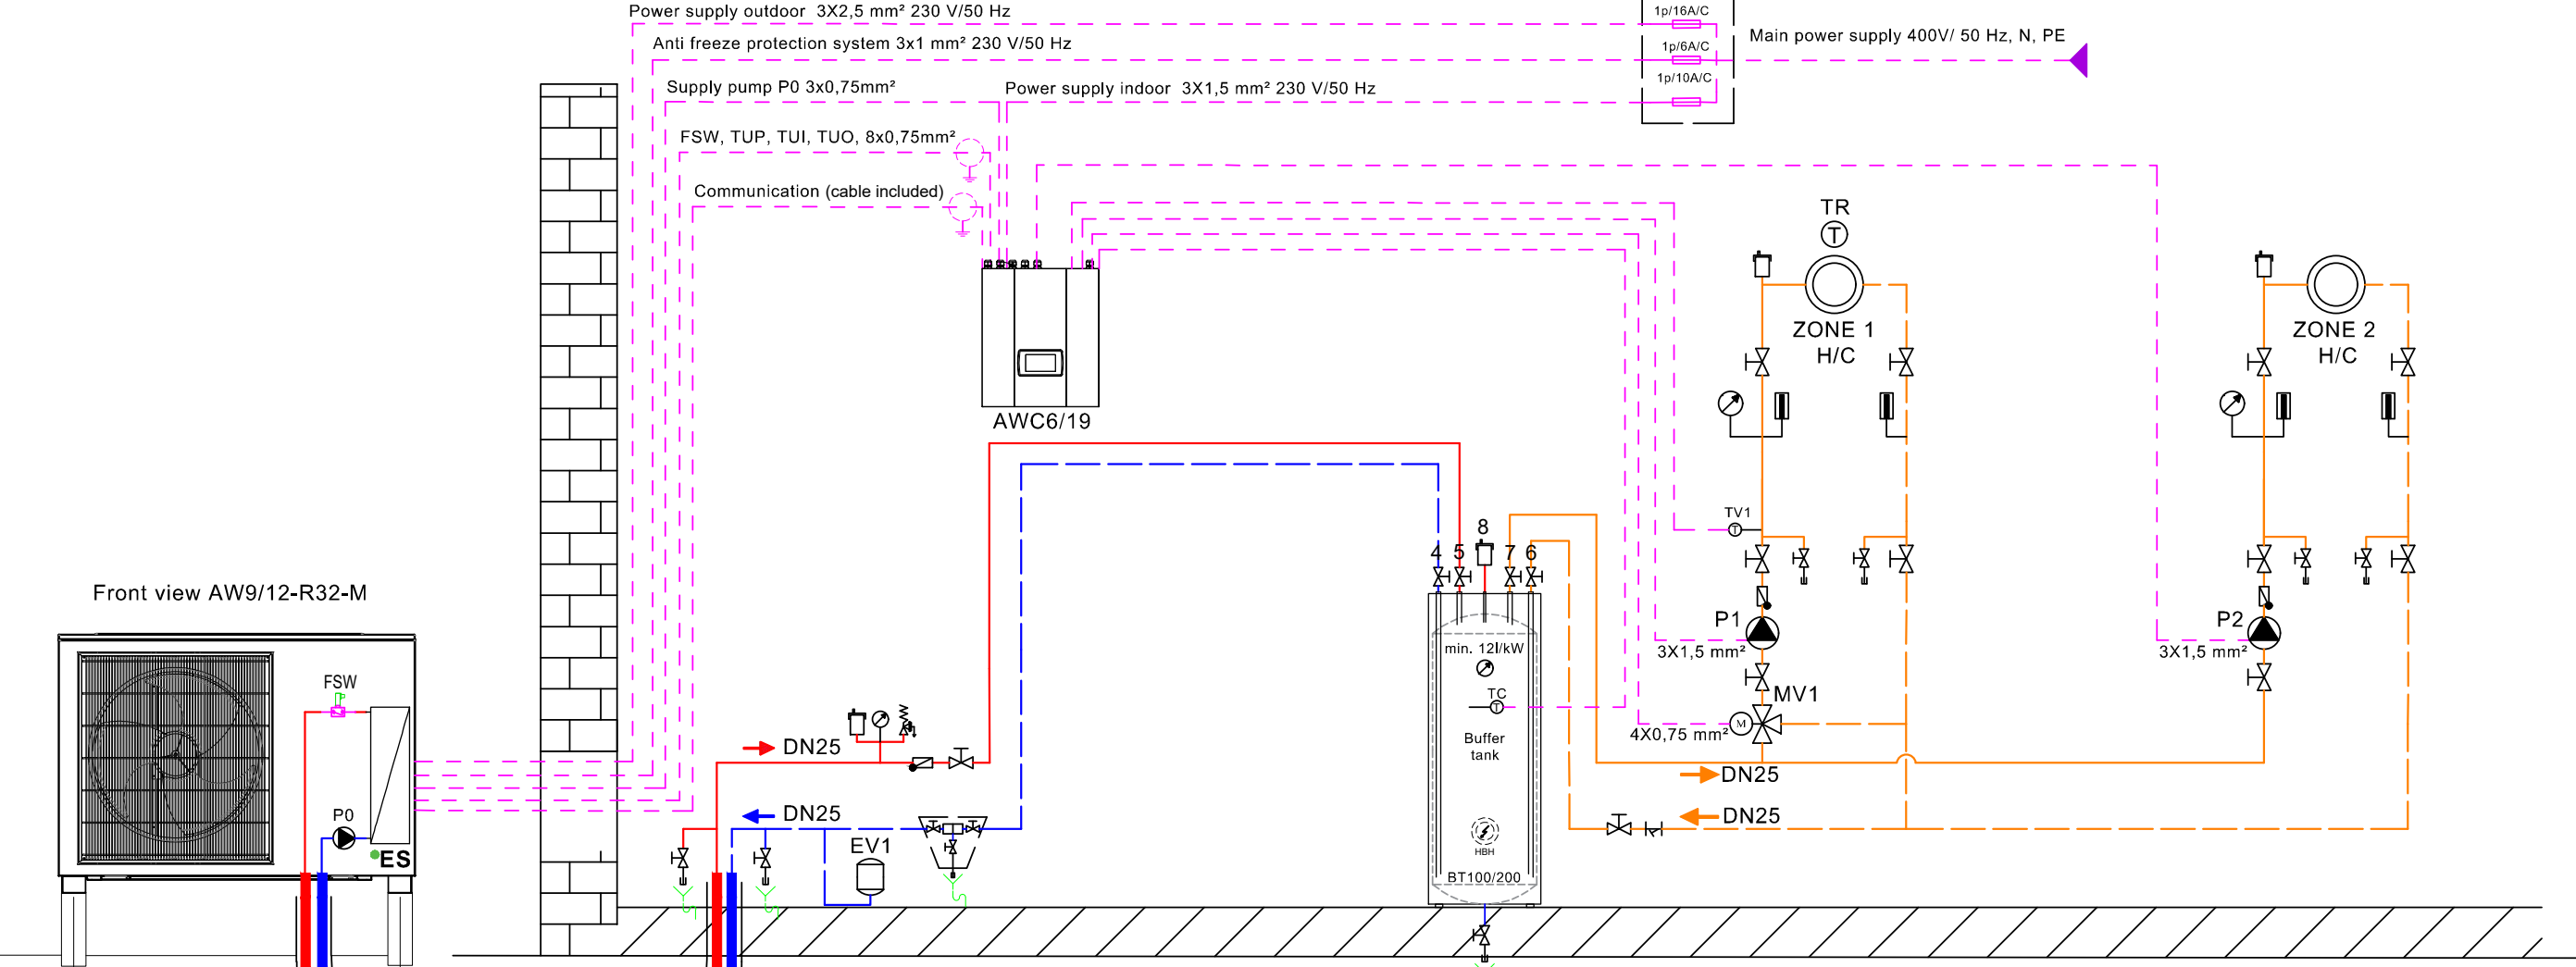 Power supply outdoor 3X2,5 mm² 230 V/50 Hz
1p/16A/C
Anti freeze protection system 3x1 mm² 230 V/50 Hz
1p/6A/C
Main power supply 400V/ 50 Hz, N, PE
1p/10A/C
Supply pump P0 3x0,75mm²
Power supply indoor 3X1,5 mm² 230 V/50 Hz
FSW, TUP, TUI, TUO, 8x0,75mm²
Communication (cable included)
TR
T
ZONE 1
H/C
ZONE 2
H/C
AWC6/19
TV1
T
4 5 8 7 6
Front view AW9/12-R32-M
P1
3X1,5 mm²
P2
3X1,5 mm²
min. 12l/kW
FSW
TC
T
MV1
M
4X0,75 mm²
Buffer
tank
DN25
DN25
P0
DN25
DN25
ES
EV1
HBH
BT100/200